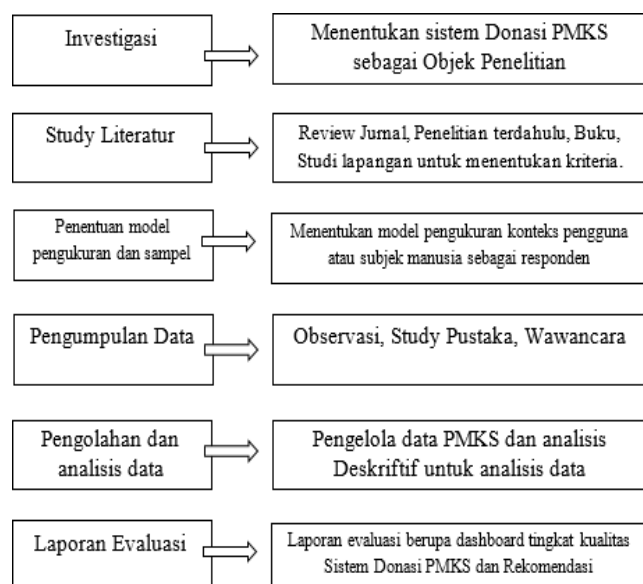 Investigasi
Menentukan sistem Donasi PMKS
sebagai Objek Penelitian
Study Literatur
Review Jurnal, Penelitian terdahulu, Buku,
Studi lapangan untuk menentukan kriteria.
Penentuan model
pengukuran dan sampel
Menentukan model pengukuran konteks pengguna
atau subjek manusia sebagai responden
Pengumpulan Data
Observasi, Study Pustaka, Wawancara
Pengolahan dan
analisis data
Pengelola data PMKS dan analisis
Deskriftif untuk analisis data
Laporan Evaluasi
Laporan evaluasi berupa dashboard tingkat kualitas
Sistem Donasi PMKS dan Rekomendasi